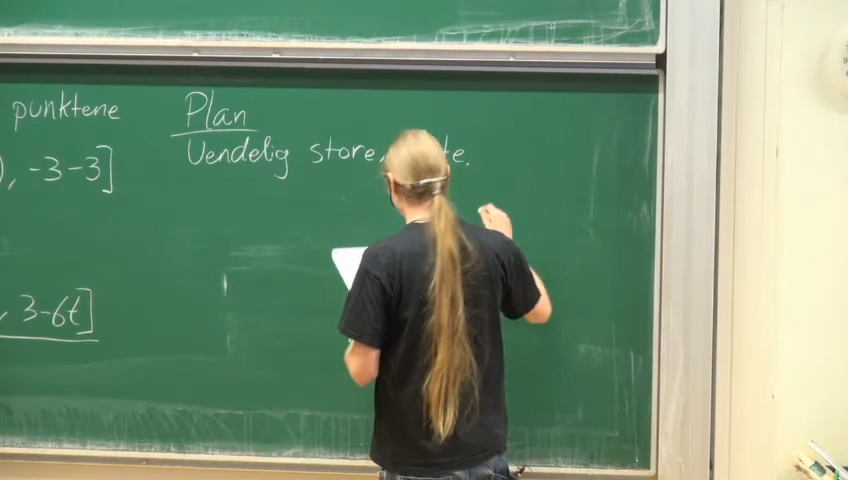 punktene
, -3-3]
, 3-6t]
Plan
Uendelig store,